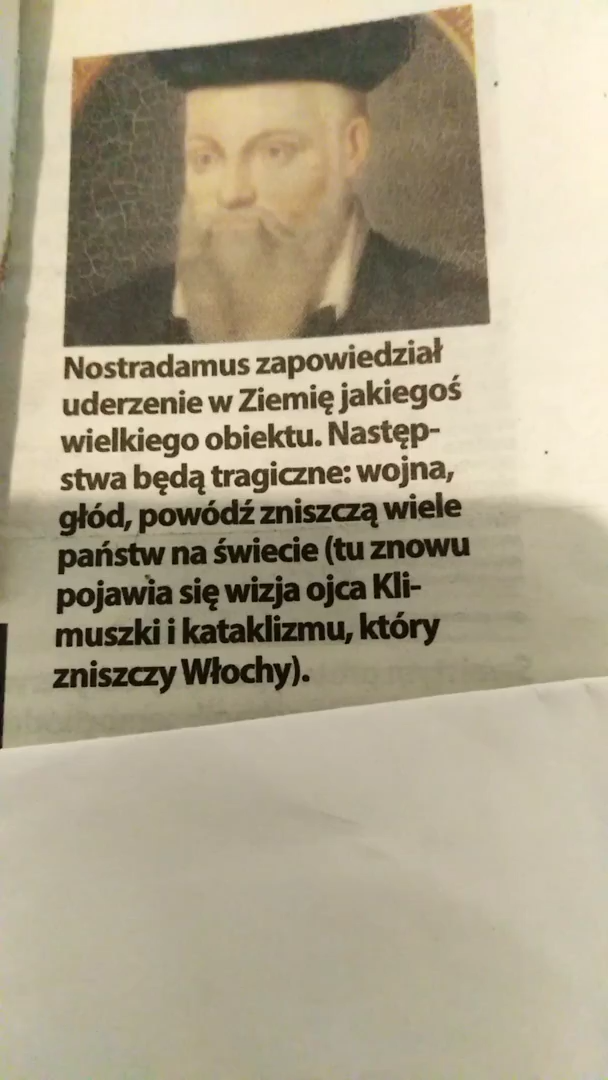 Nostradamus zapowiedział
uderzenie w Ziemię jakiegoś
wielkiego obiektu. Następ-
stwa będą tragiczne: wojna,
głód, powódź zniszczą wiele
państw na świecie (tu znowu
pojawia się wizja ojca Kli-
muszki i kataklizmu, który
zniszczy Włochy).